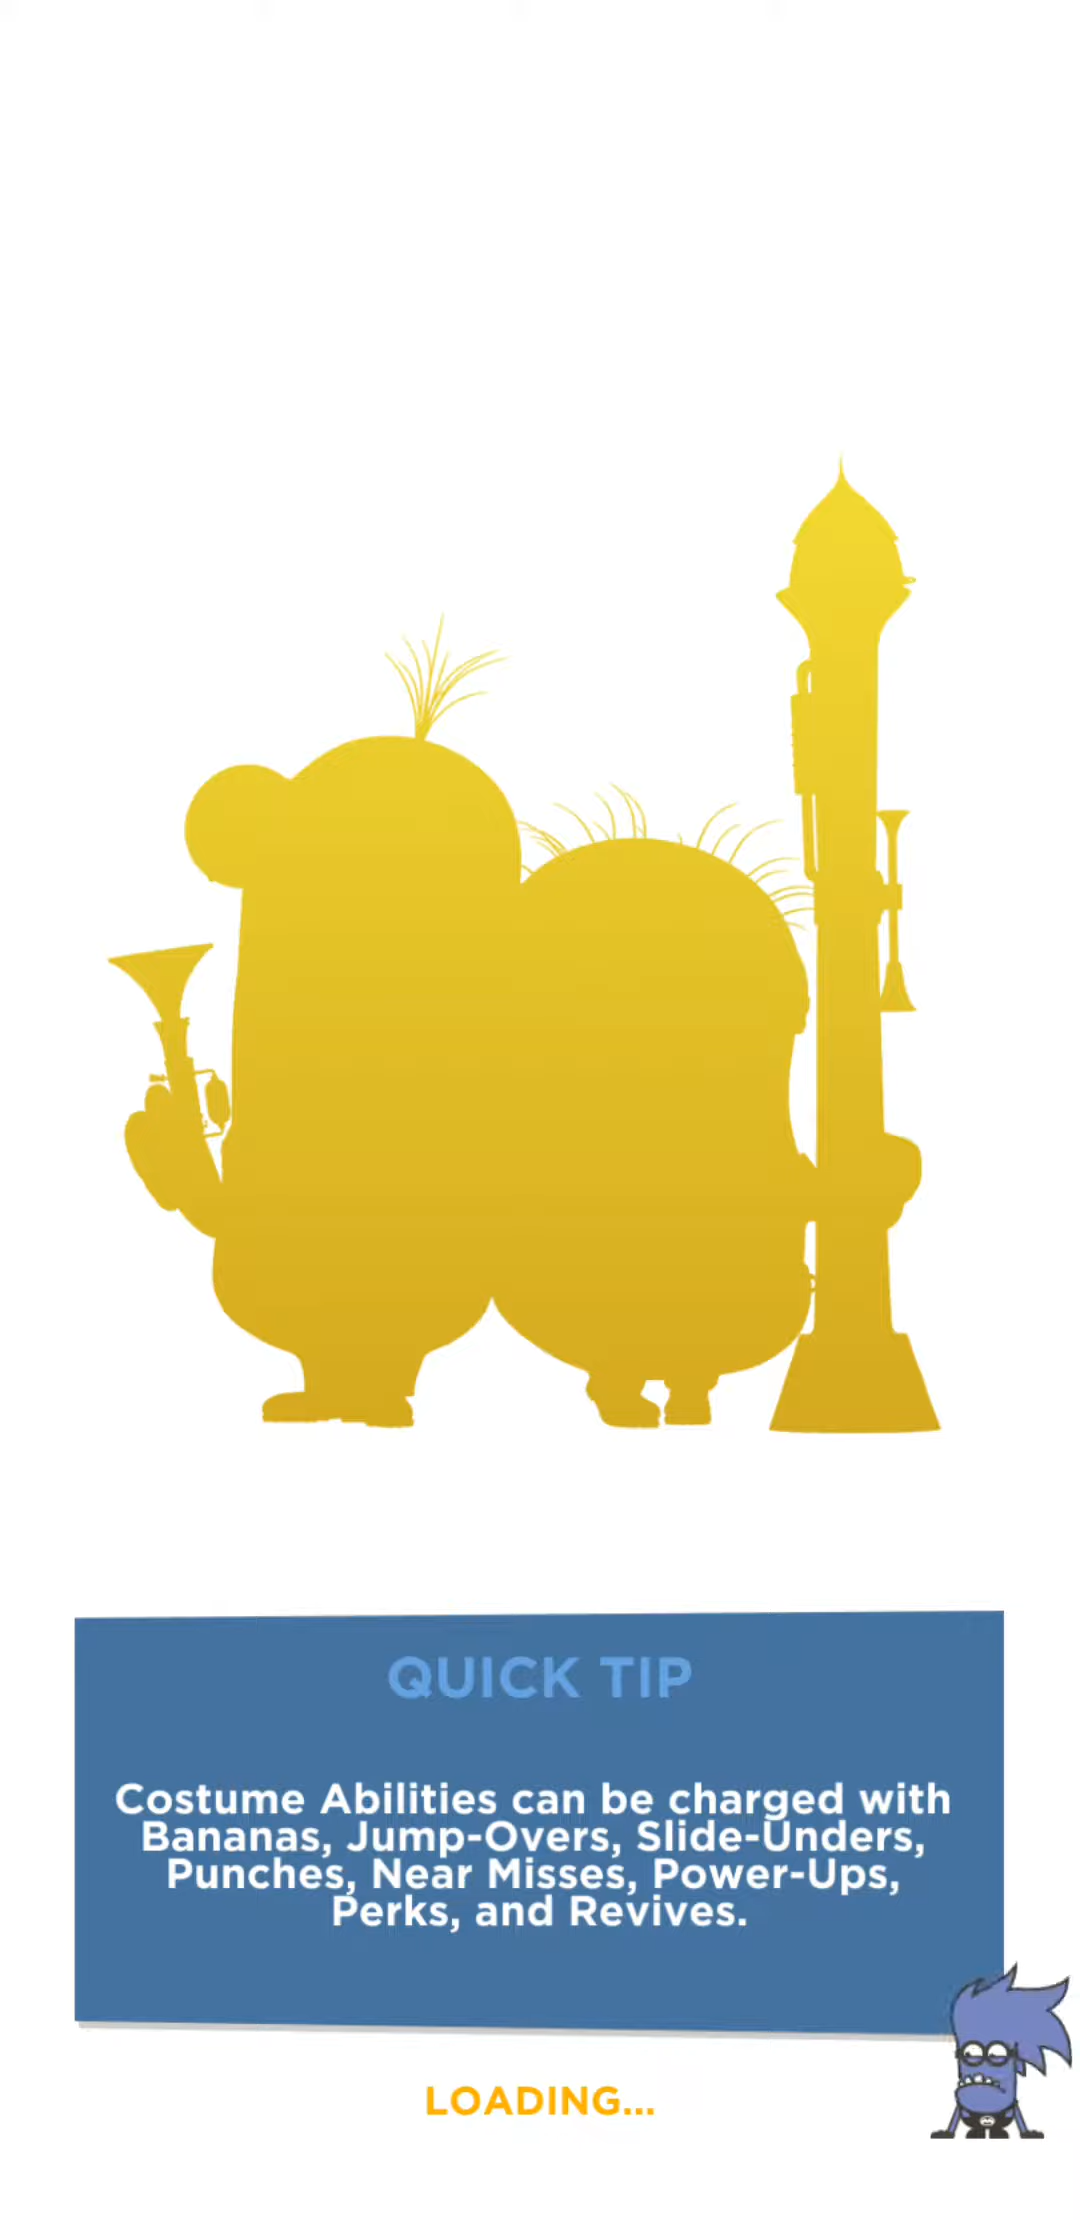 QUICK TIP
Costume Abilities can be charged with
Bananas, Jump-Overs, Slide-Unders,
Punches, Near Misses, Power-Ups,
Perks, and Revives.
LOADING...